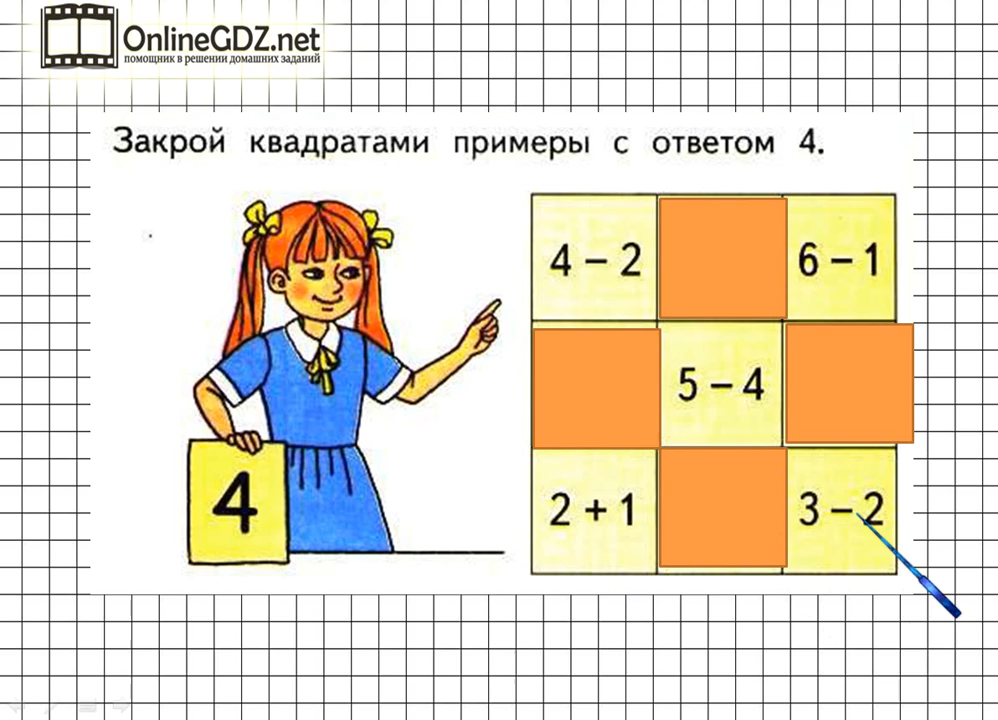 OnlineGDZ.net
помощник в решении домашних заданий
Закрой квадратами примеры с ответом 4.
4 – 2
6 – 1
5 – 4
4
2 + 1
3 – 2